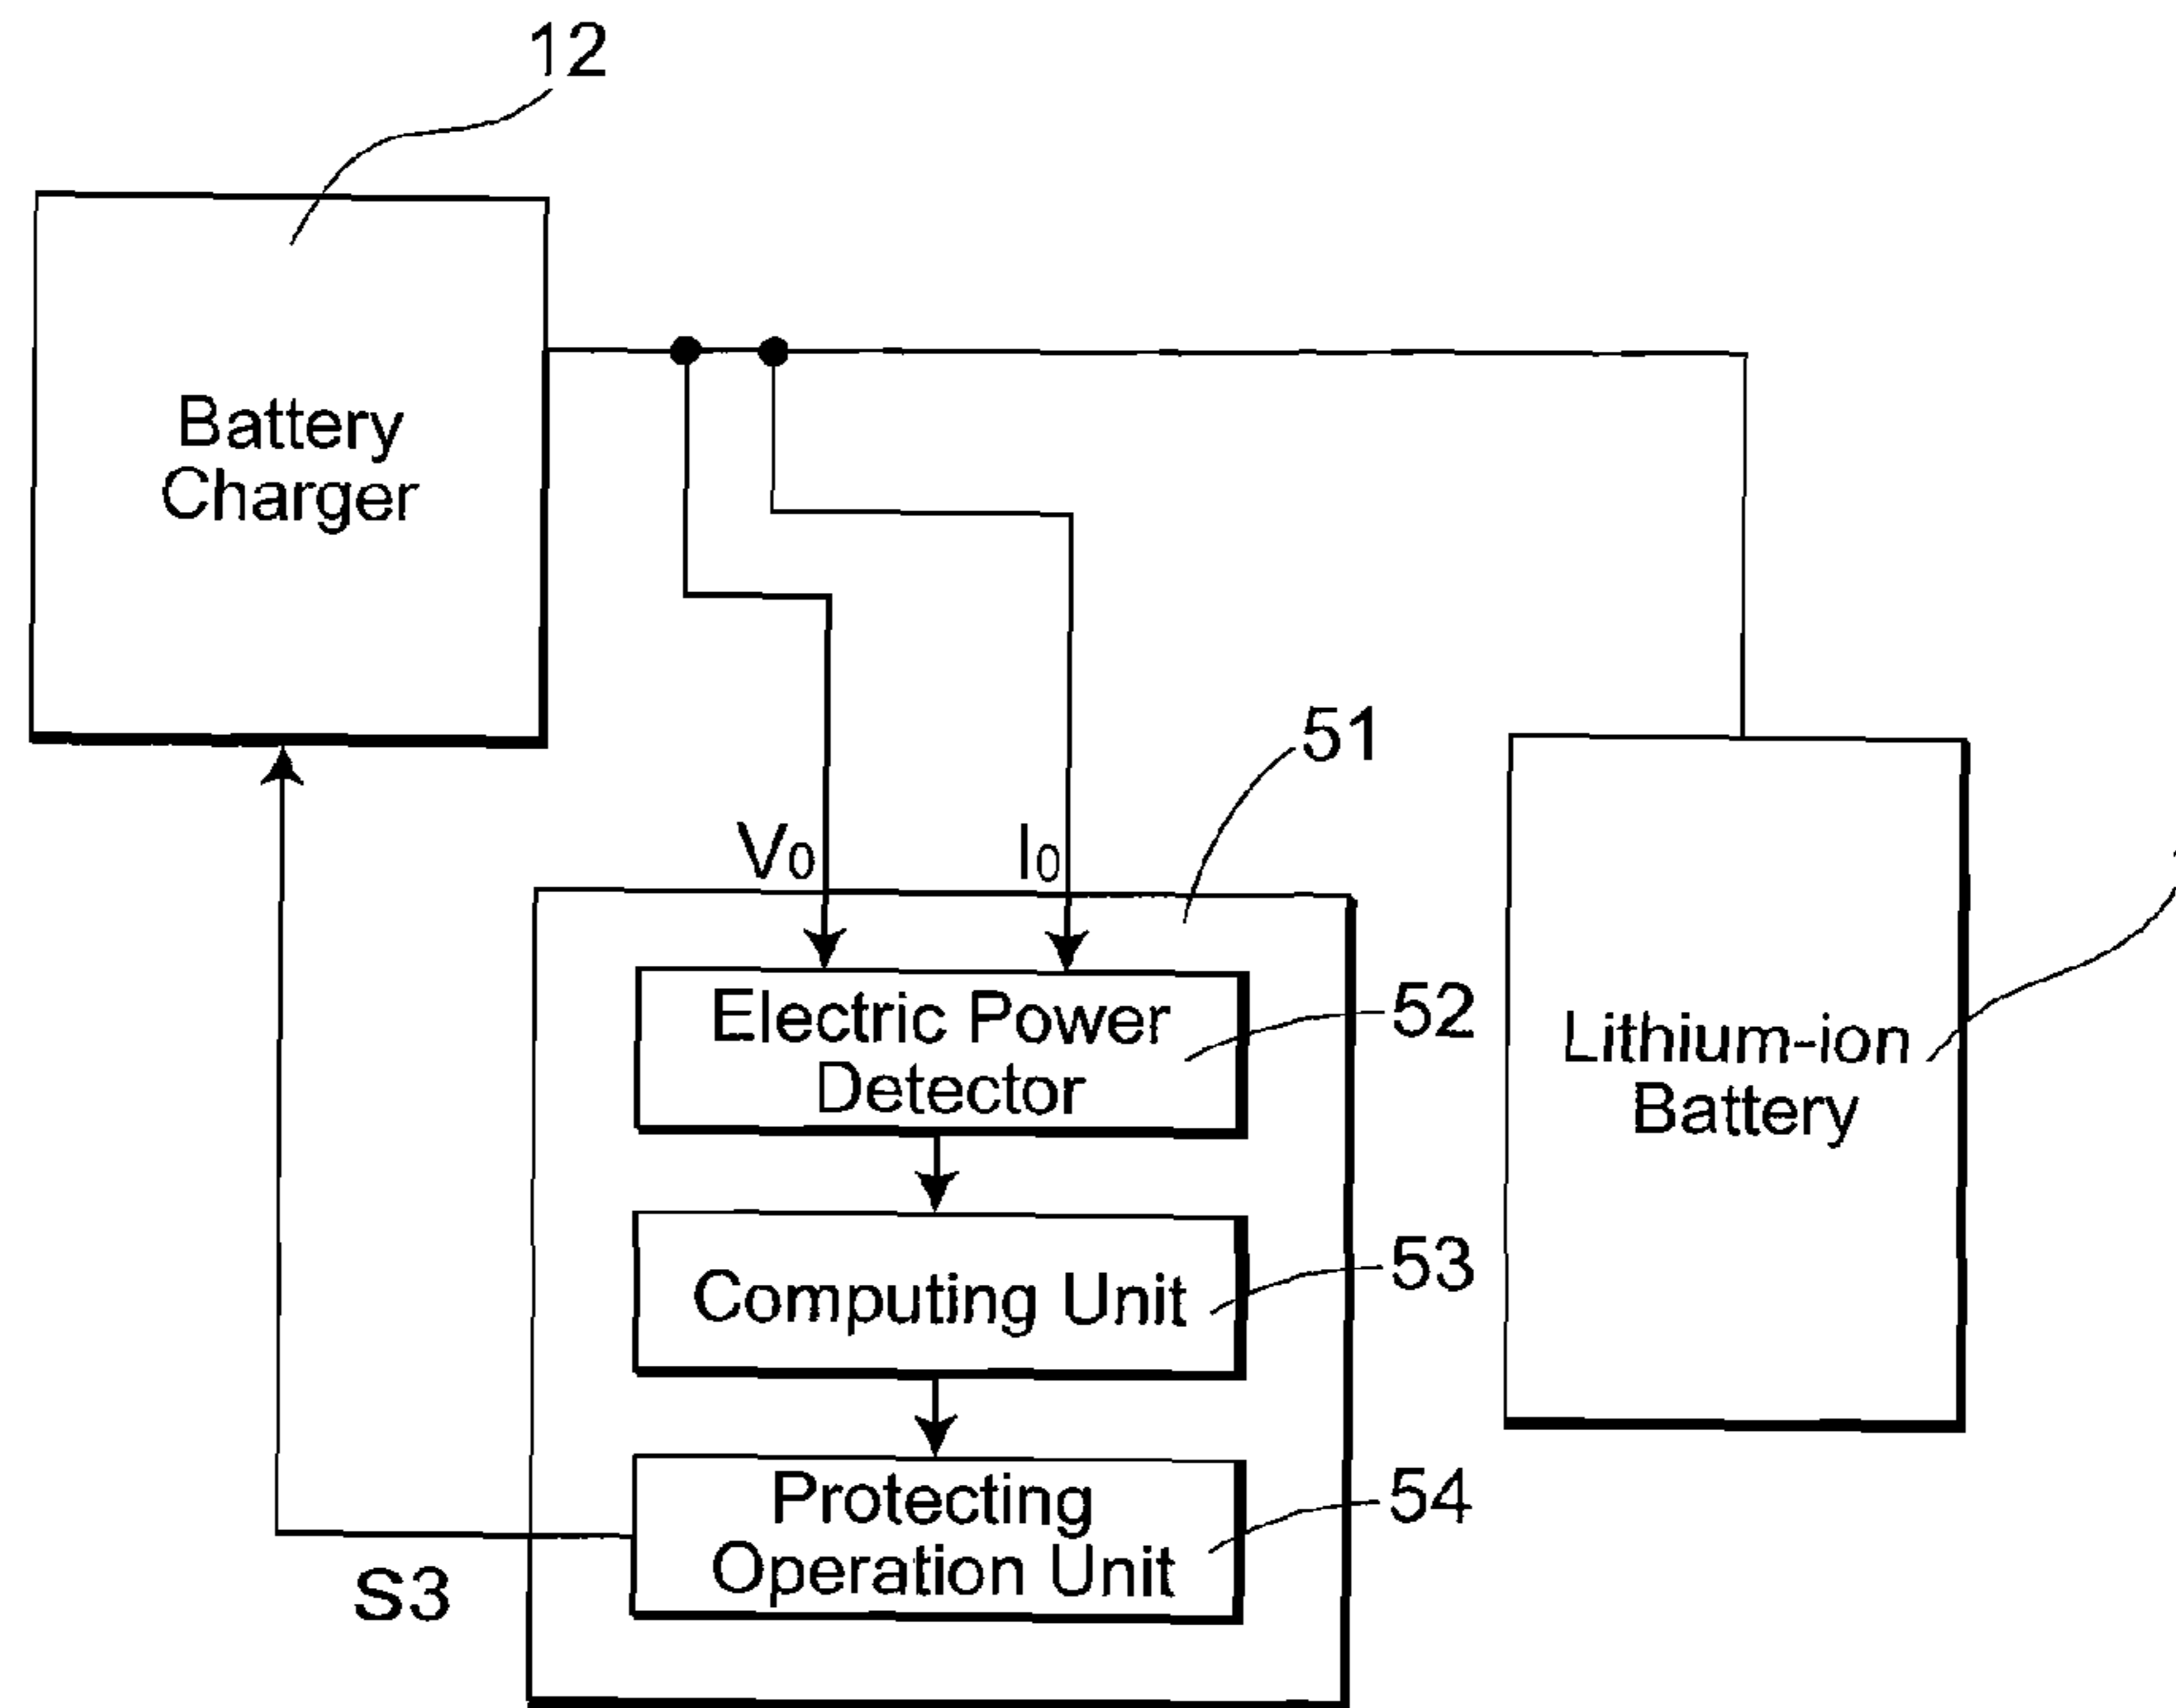 12
Battery
Charger
51
V0
I0
Electric Power
Detector
52
Lithium-ion
Battery
Computing Unit
53
Protecting
Operation Unit
54
S3